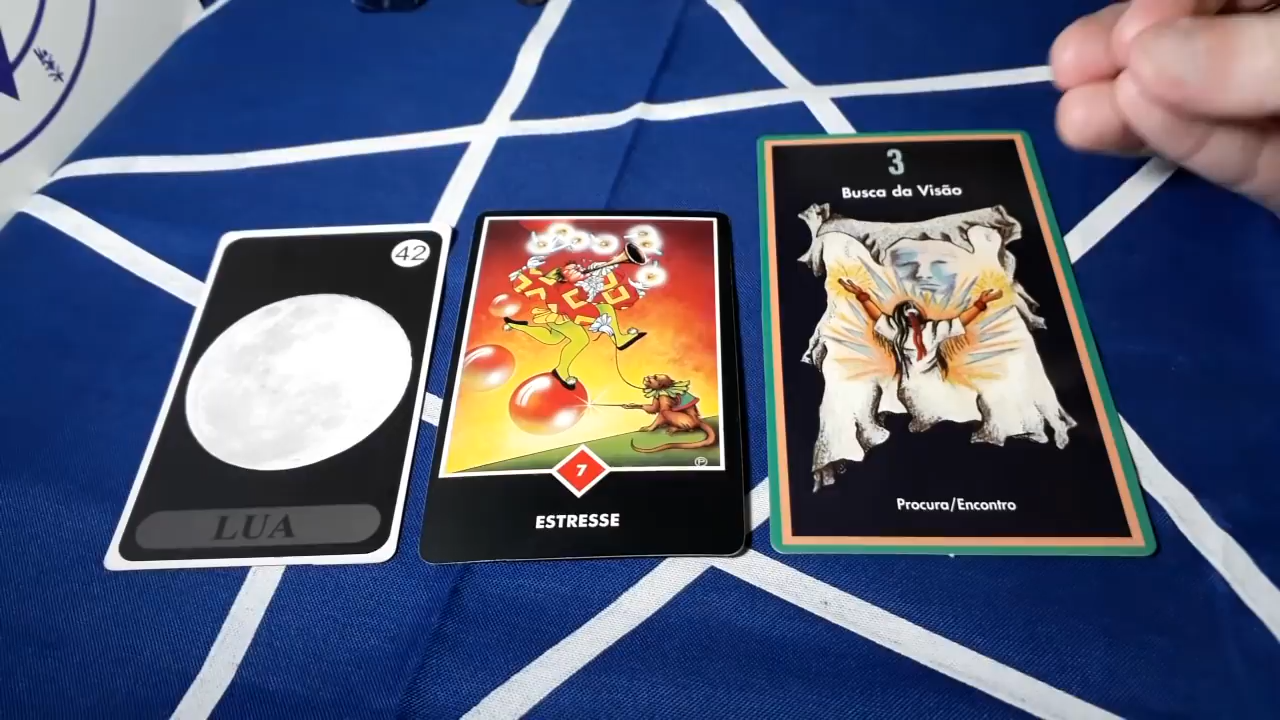 42
LUA
7
ESTRESSE
3
Busca da Visão
Procura/Encontro